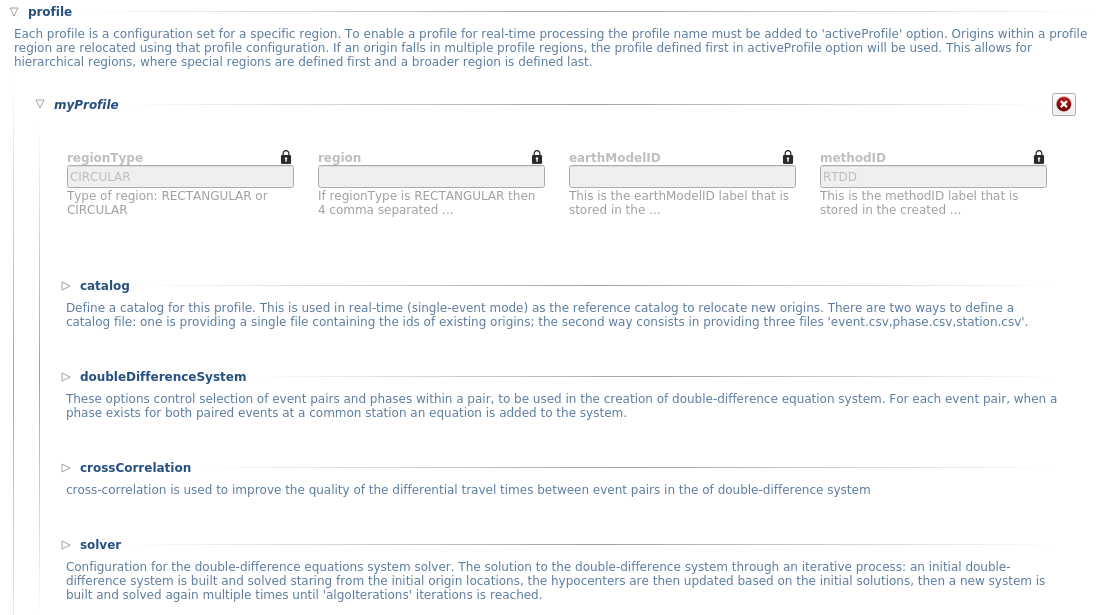 profile
Each profile is a configuration set for a specific region. To enable a profile for real-time processing the profile name must be added to 'activeProfile' option. Origins within a profile
region are relocated using that profile configuration. If an origin falls in multiple profile regions, the profile defined first in activeProfile option will be used. This allows for
hierarchical regions, where special regions are defined first and a broader region is defined last.
myProfile
regionType
CIRCULAR
Type of region: RECTANGULAR or
CIRCULAR
region
If regionType is RECTANGULAR then
4 comma separated ...
earthModelID
This is the earthModelID label that is
stored in the ...
methodID
RTDD
This is the methodID label that is
stored in the created ...
catalog
Define a catalog for this profile. This is used in real-time (single-event mode) as the reference catalog to relocate new origins. There are two ways to define a
catalog file: one is providing a single file containing the ids of existing origins; the second way consists in providing three files 'event.csv,phase.csv,station.csv'.
doubleDifferenceSystem
These options control selection of event pairs and phases within a pair, to be used in the creation of double-difference equation system. For each event pair, when a
phase exists for both paired events at a common station an equation is added to the system.
crossCorrelation
cross-correlation is used to improve the quality of the differential travel times between event pairs in the of double-difference system
solver
Configuration for the double-difference equations system solver. The solution to the double-difference system through an iterative process: an initial double-
difference system is built and solved staring from the initial origin locations, the hypocenters are then updated based on the initial solutions, then a new system is
built and solved again multiple times until 'algoIterations' iterations is reached.